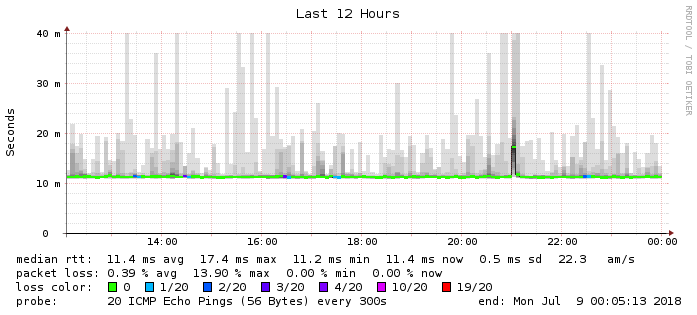 Last 12 Hours
RRDTOOL / TOBI OETIKER
Seconds
40 m
30 m
20 m
10 m
0
14:00 16:00 18:00 20:00 22:00 00:00
median rtt: 11.4 ms avg 17.4 ms max 11.2 ms min 11.4 ms now 0.5 ms sd 22.3 am/s
packet loss: 0.39 % avg 13.90 % max 0.00 % min 0.00 % now
loss color: 0 1/20 2/20 3/20 4/20 10/20 19/20
probe: 20 ICMP Echo Pings (56 Bytes) every 300s end: Mon Jul 9 00:05:13 2018